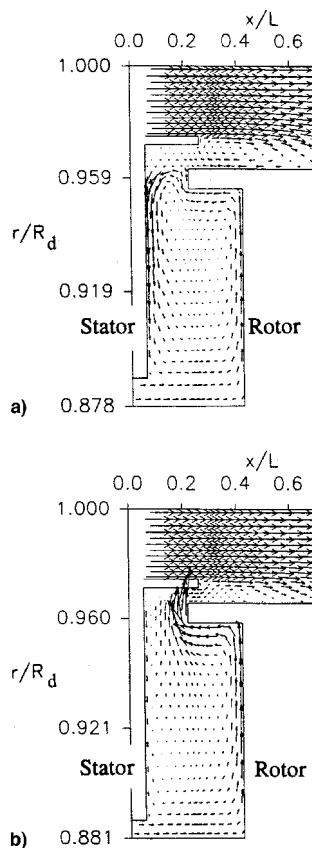 x/L
0.0 0.2 0.4 0.6
1.000
0.959
r/R_d
0.919
Stator Rotor
0.878
a)
x/L
0.0 0.2 0.4 0.6
1.000
0.960
r/R_d
0.921
Stator Rotor
0.881
b)